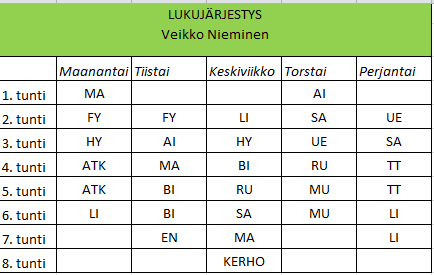 LUKUJÄRJESTYS
Veikko Nieminen
Maanantai Tiistai Keskiviikko Torstai Perjantai
1. tunti MA AI
2. tunti FY FY LI SA UE
3. tunti HY AI HY UE SA
4. tunti ATK MA BI RU TT
5. tunti ATK BI RU MU TT
6. tunti LI BI SA MU LI
7. tunti EN MA LI
8. tunti KERHO